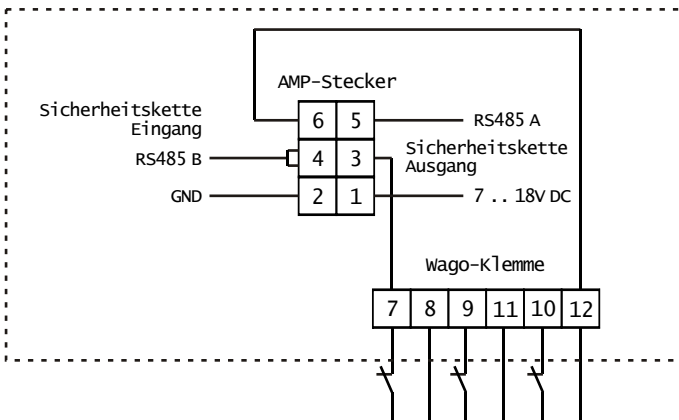 AMP-Stecker
Sicherheitskette
Eingang
6 5
RS485 A
RS485 B
4 3
Sicherheitskette
Ausgang
GND
2 1
7 .. 18V DC
Wago-Klemme
7 8 9 11 10 12